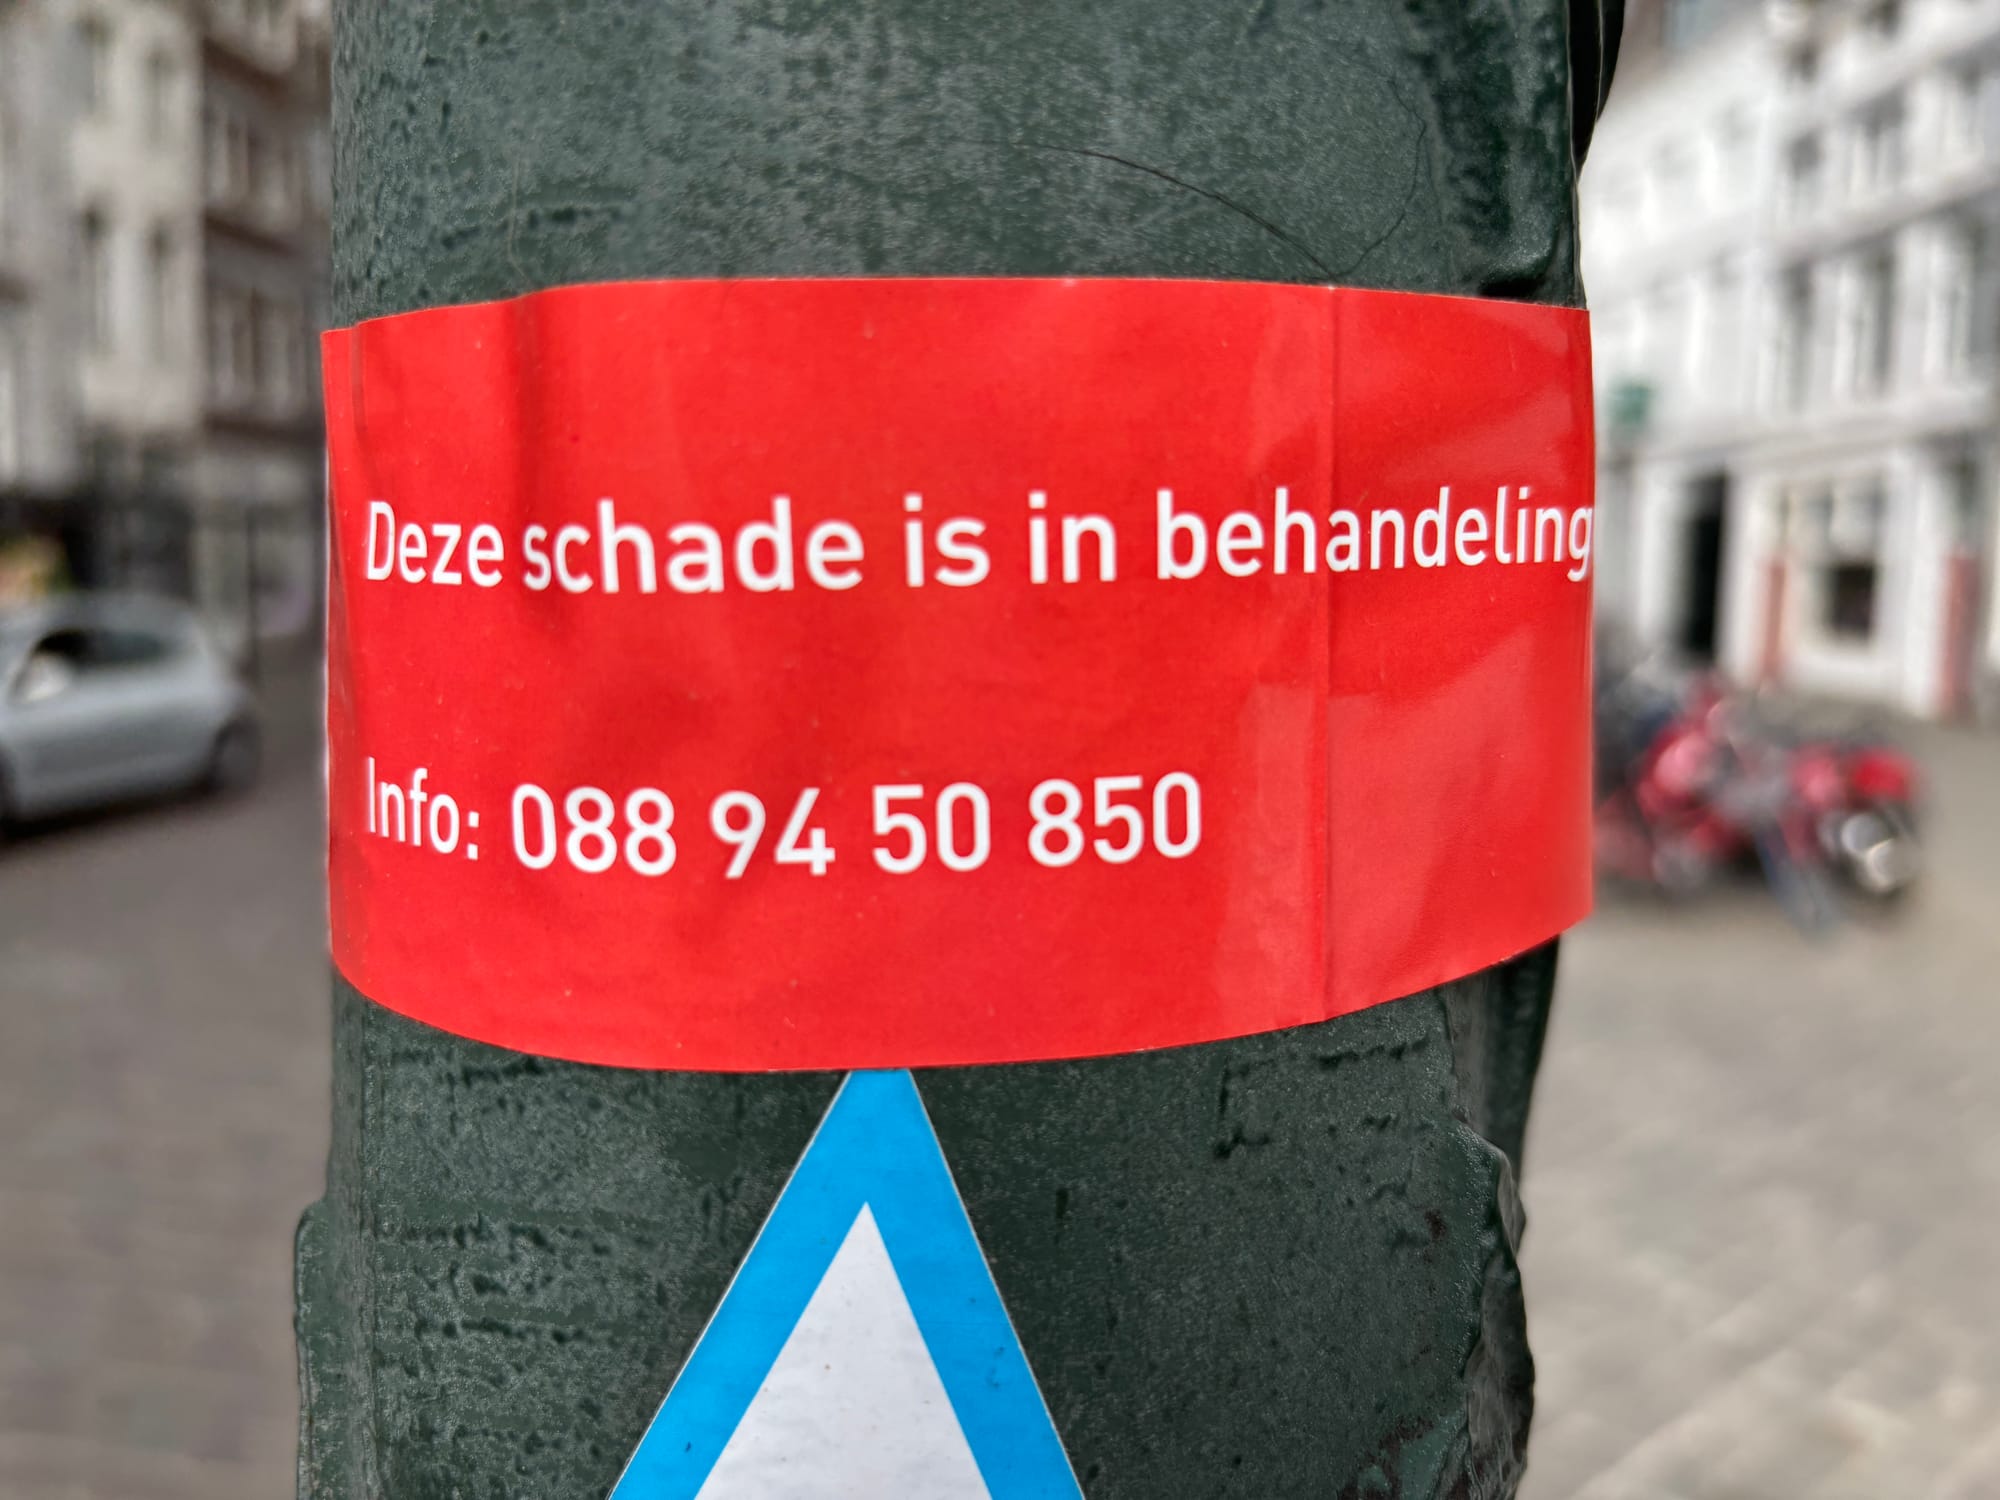 Deze schade is in behandeling
Info: 088 94 50 850